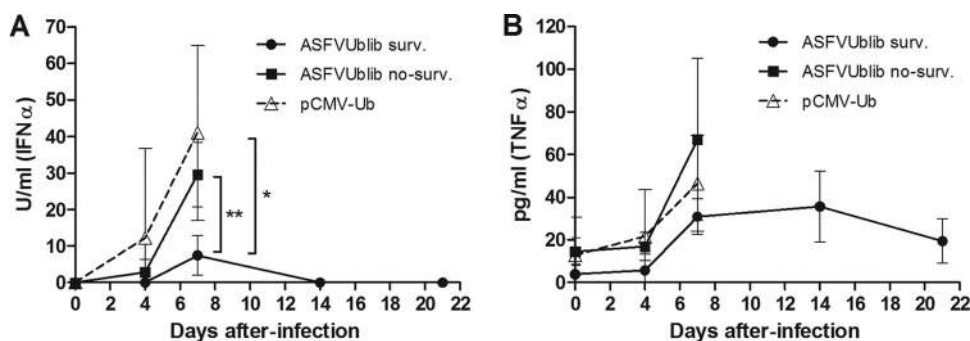 A
U/ml (IFNα)
70
60
50
40
30
20
10
0
ASFVUblib surv.
ASFVUblib no-surv.
pCMV-Ub
**
*
0 2 4 6 8 10 12 14 16 18 20 22
Days after-infection
B
pg/ml (TNFα)
120
100
80
60
40
20
0
ASFVUblib surv.
ASFVUblib no-surv.
pCMV-Ub
0 2 4 6 8 10 12 14 16 18 20 22
Days after-infection